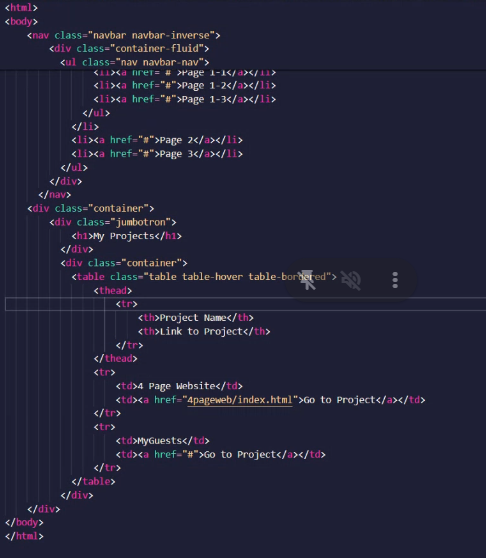 <html>
<body>
<nav class="navbar navbar-inverse">
<div class="container-fluid">
<ul class="nav navbar-nav">
<li><a href="#">Page 1-1</a></li>
<li><a href="#">Page 1-2</a></li>
<li><a href="#">Page 1-3</a></li>
</ul>
</li>
<li><a href="#">Page 2</a></li>
<li><a href="#">Page 3</a></li>
</ul>
</div>
</nav>
<div class="container">
<div class="jumbotron">
<h1>My Projects</h1>
</div>
<div class="container">
<table class="table table-hover table-bordered">
<thead>
<tr>
<th>Project Name</th>
<th>Link to Project</th>
</tr>
</thead>
<tr>
<td>4 Page Website</td>
<td><a href="4pageweb/index.html">Go to Project</a></td>
</tr>
<tr>
<td>MyGuests</td>
<td><a href="#">Go to Project</a></td>
</tr>
</table>
</div>
</div>
</body>
</html>